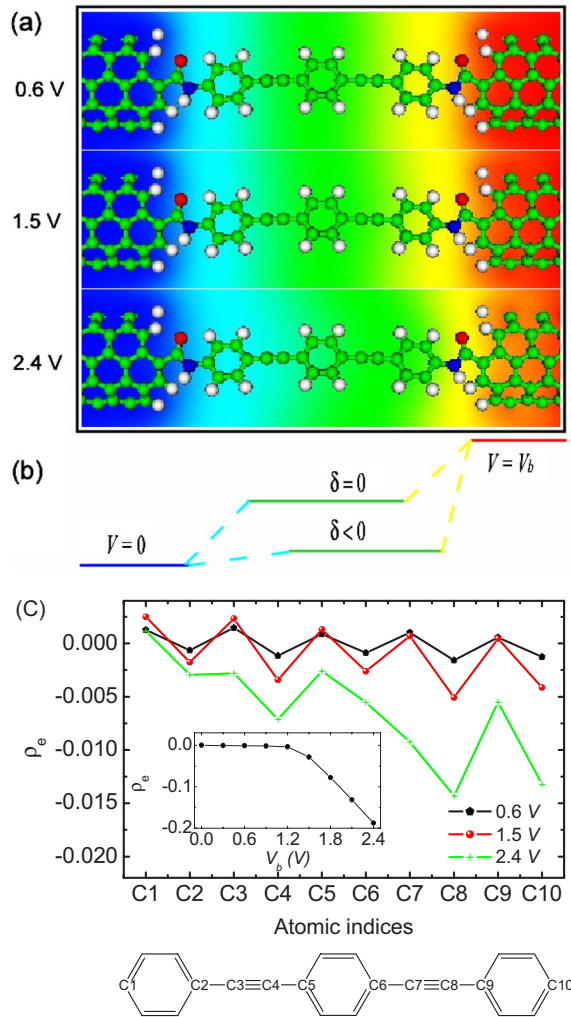 (a)
0.6 V
1.5 V
2.4 V
(b)
V = V_b
δ = 0
V = 0
δ < 0
(C)
0.000
-0.005
-0.010
-0.015
-0.020
ρ_e
0.0
-0.1
-0.2
ρ_e
0.0 0.6 1.2 1.8 2.4
V_b (V)
0.6 V
1.5 V
2.4 V
C1 C2 C3 C4 C5 C6 C7 C8 C9 C10
Atomic indices
C1 C2 C3 C4 C5 C6 C7 C8 C9 C10